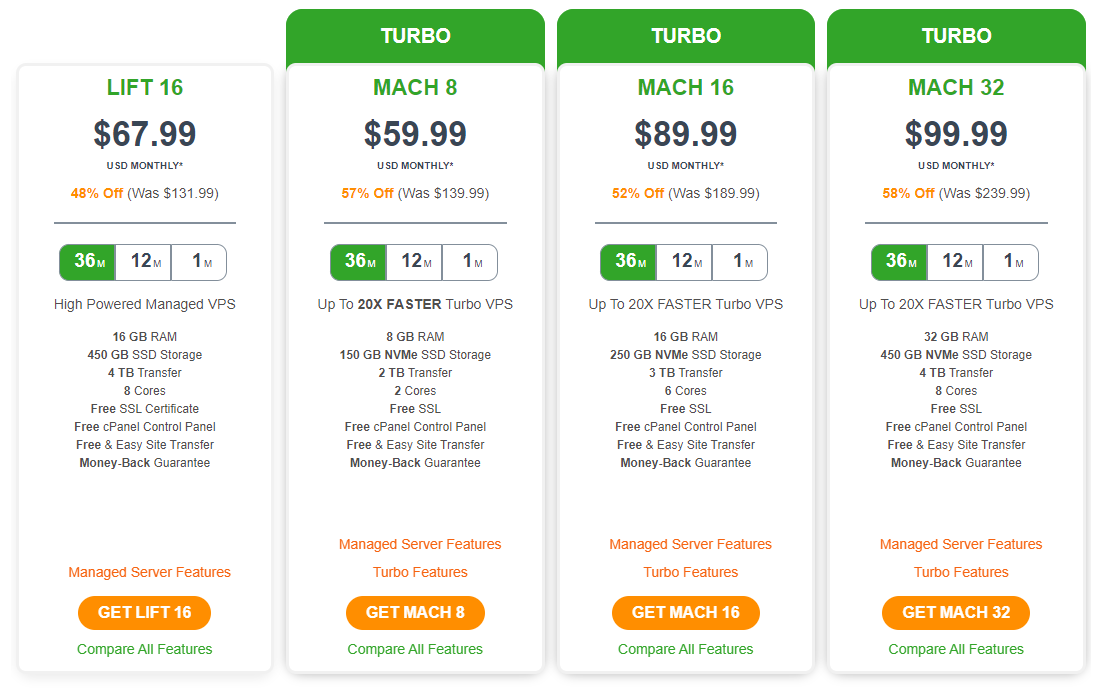 LIFT 16
$67.99
USD MONTHLY*
48% Off (Was $131.99)
36M 12M 1M
High Powered Managed VPS
16 GB RAM
450 GB SSD Storage
4 TB Transfer
8 Cores
Free SSL Certificate
Free cPanel Control Panel
Free & Easy Site Transfer
Money-Back Guarantee
Managed Server Features
GET LIFT 16
Compare All Features
TURBO
MACH 8
$59.99
USD MONTHLY*
57% Off (Was $139.99)
36M 12M 1M
Up To 20X FASTER Turbo VPS
8 GB RAM
150 GB NVMe SSD Storage
2 TB Transfer
2 Cores
Free SSL
Free cPanel Control Panel
Free & Easy Site Transfer
Money-Back Guarantee
Managed Server Features
Turbo Features
GET MACH 8
Compare All Features
TURBO
MACH 16
$89.99
USD MONTHLY*
52% Off (Was $189.99)
36M 12M 1M
Up To 20X FASTER Turbo VPS
16 GB RAM
250 GB NVMe SSD Storage
3 TB Transfer
6 Cores
Free SSL
Free cPanel Control Panel
Free & Easy Site Transfer
Money-Back Guarantee
Managed Server Features
Turbo Features
GET MACH 16
Compare All Features
TURBO
MACH 32
$99.99
USD MONTHLY*
58% Off (Was $239.99)
36M 12M 1M
Up To 20X FASTER Turbo VPS
32 GB RAM
450 GB NVMe SSD Storage
4 TB Transfer
8 Cores
Free SSL
Free cPanel Control Panel
Free & Easy Site Transfer
Money-Back Guarantee
Managed Server Features
Turbo Features
GET MACH 32
Compare All Features